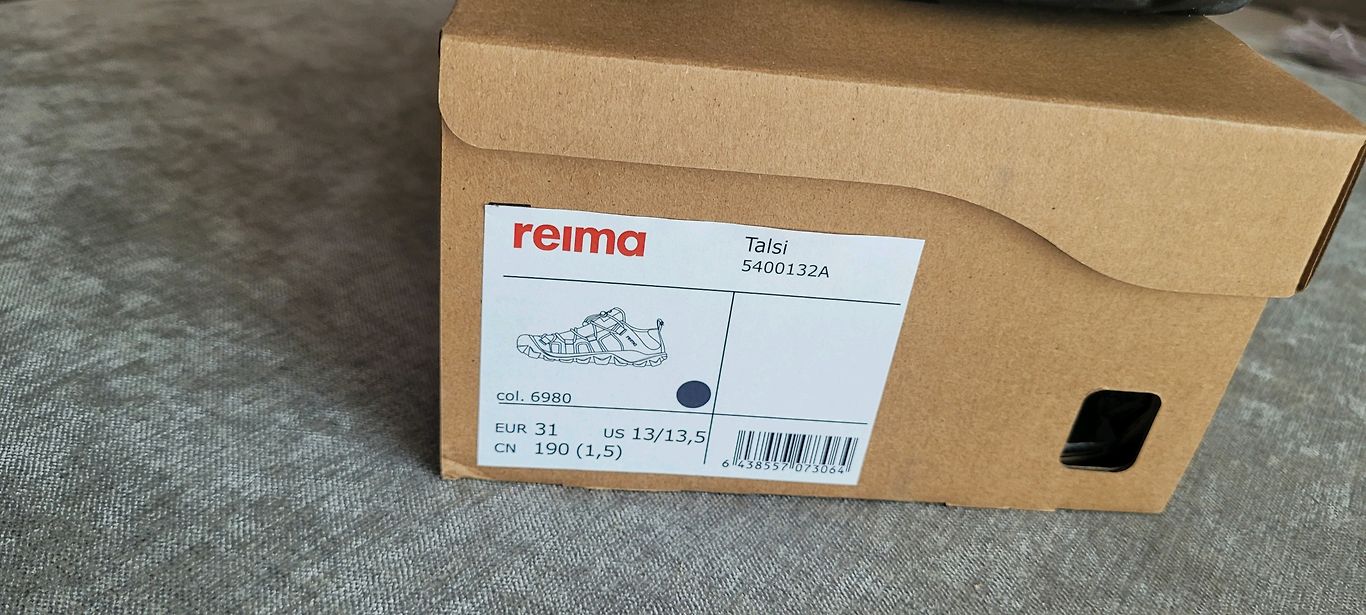 reima
Talsi
5400132A
col. 6980
EUR 31 US 13/13,5
CN 190 (1,5)
6 438557 073064